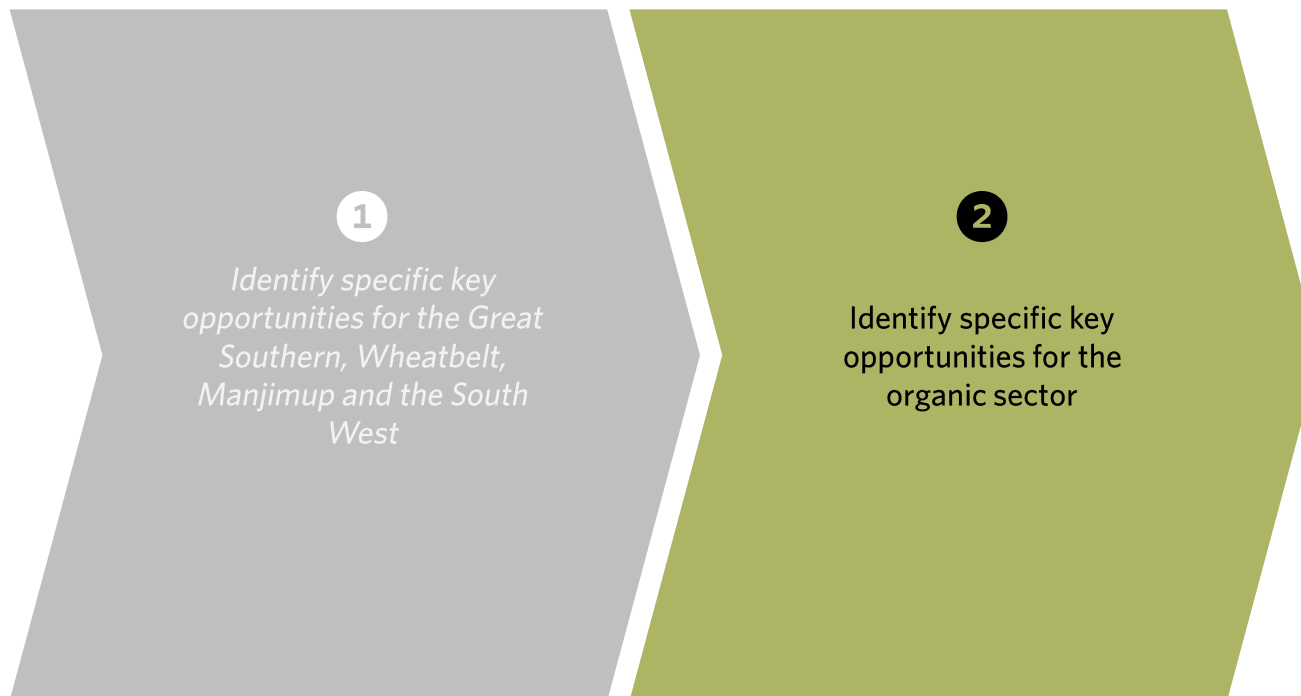 1
Identify specific key
opportunities for the Great
Southern, Wheatbelt,
Manjimup and the South
West
2
Identify specific key
opportunities for the
organic sector